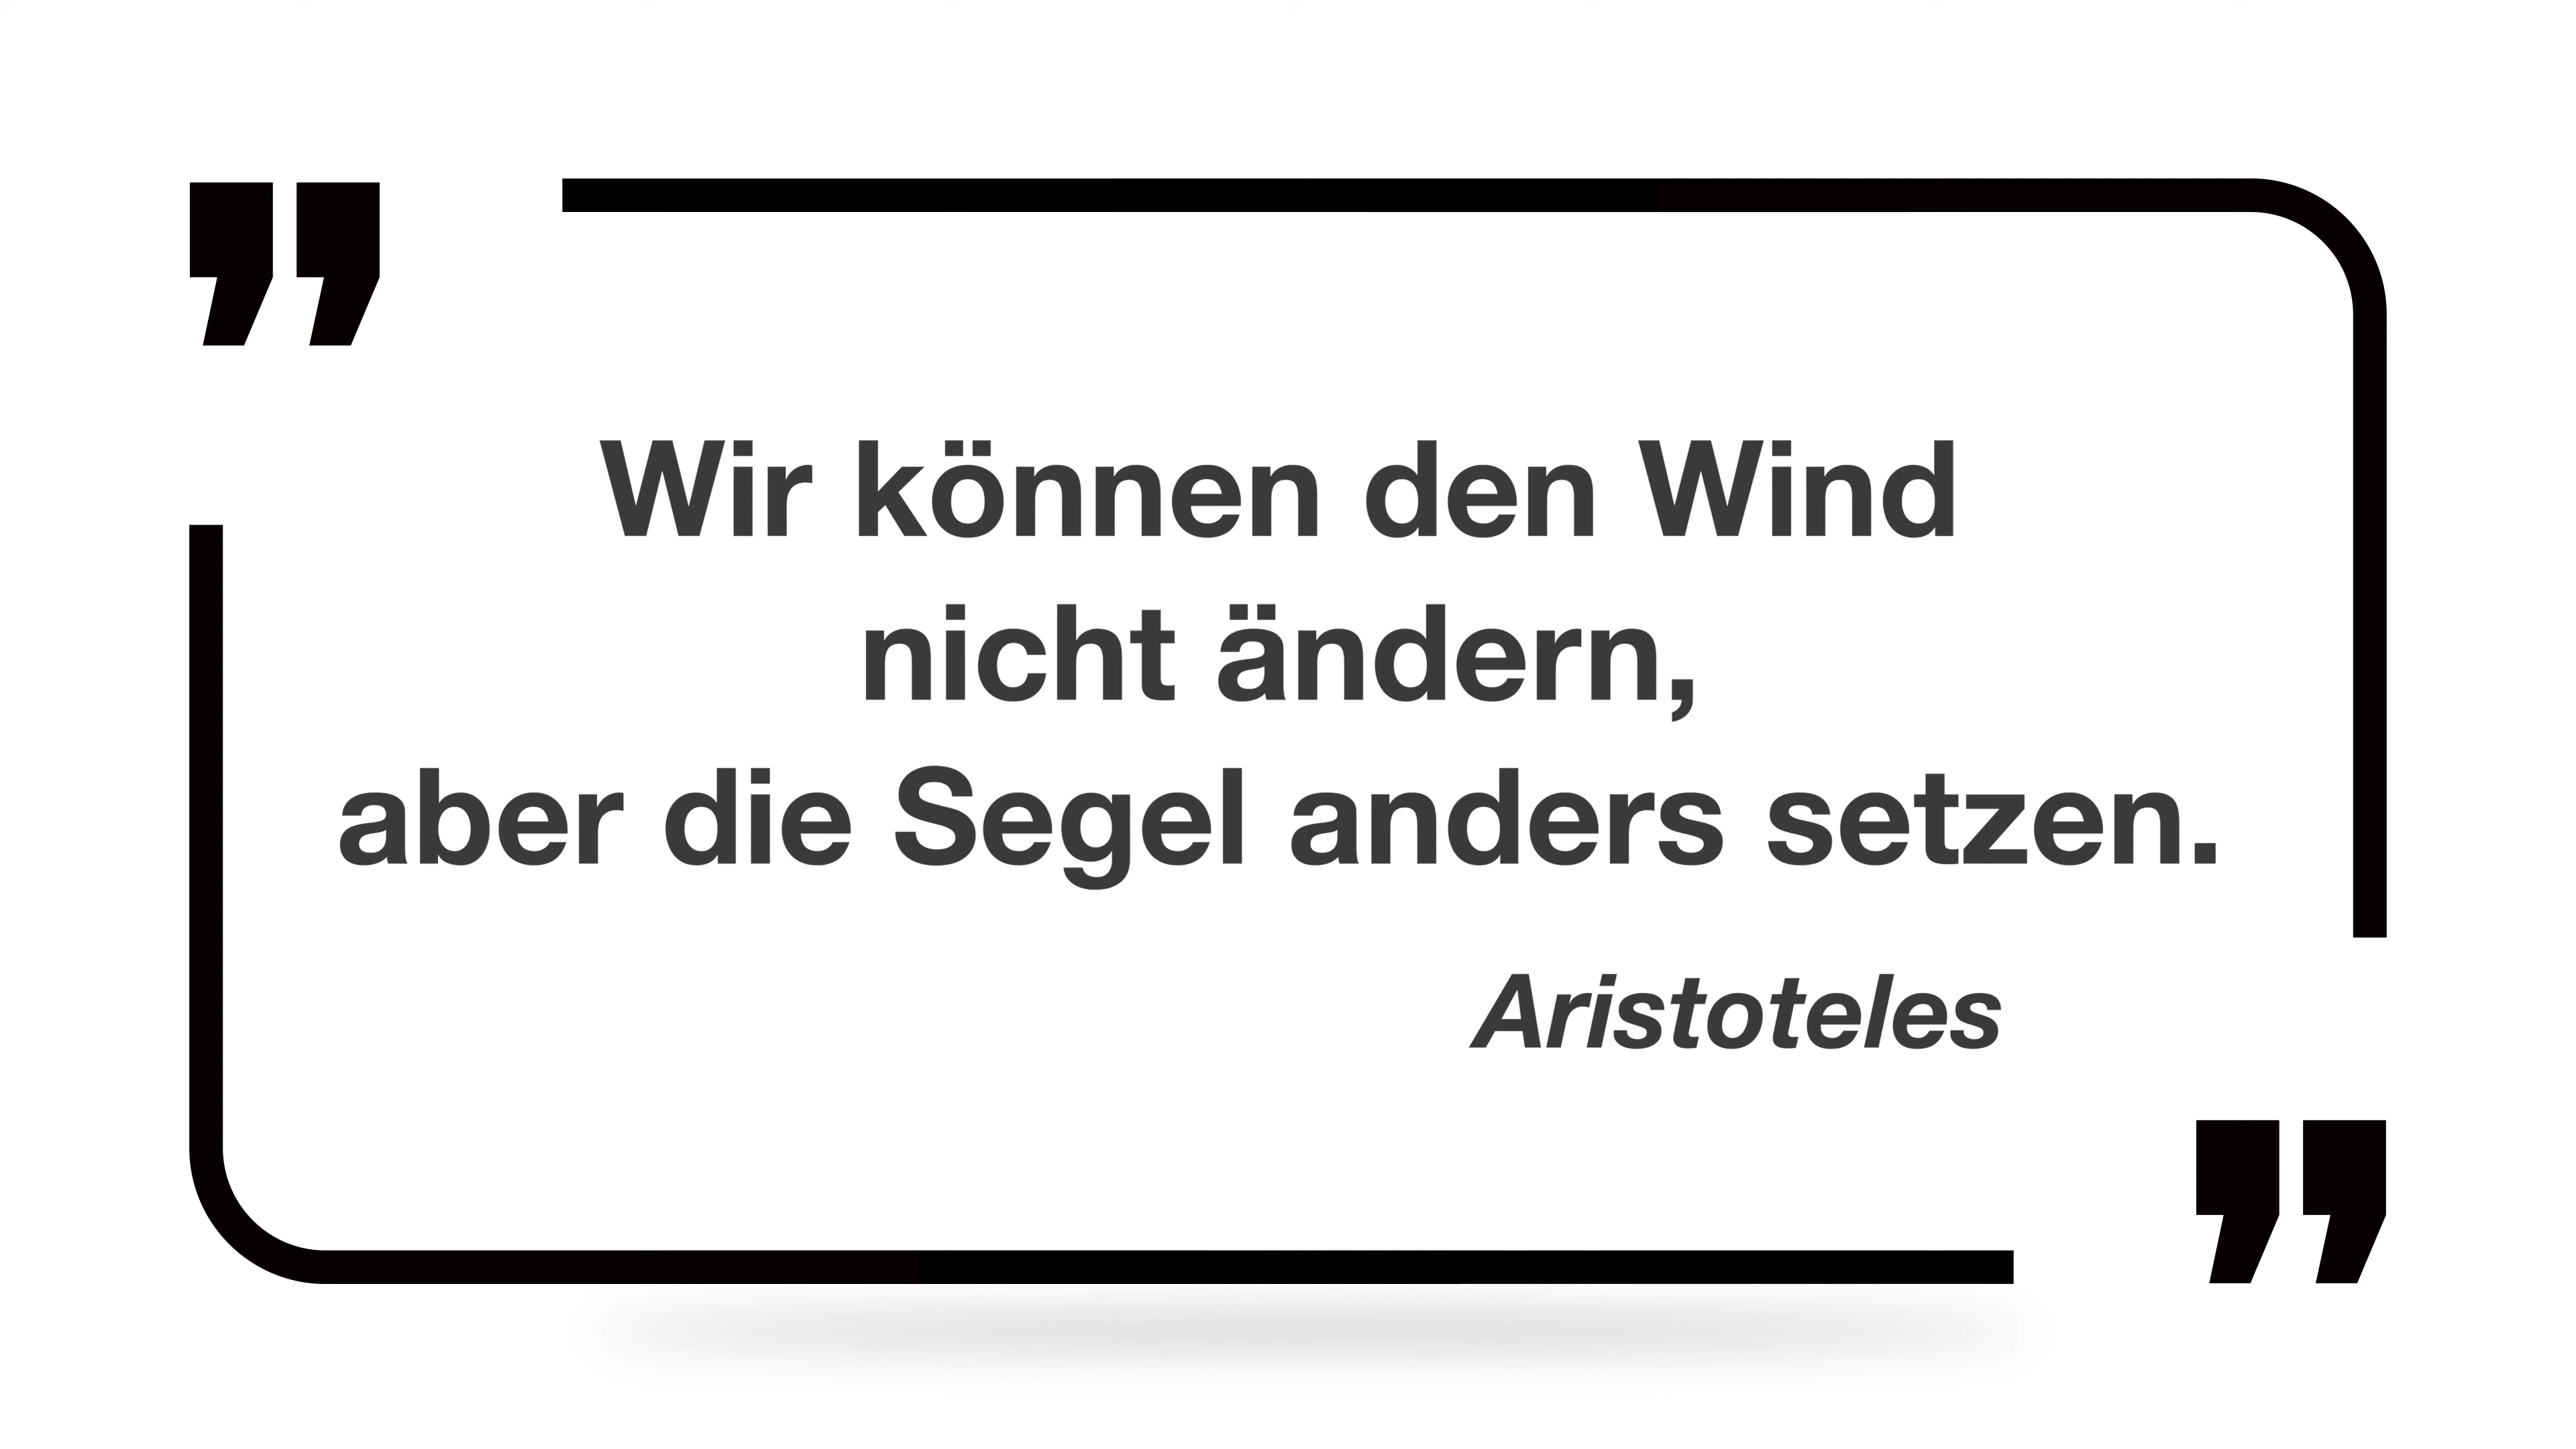 ”
Wir können den Wind
nicht ändern,
aber die Segel anders setzen.
Aristoteles
”